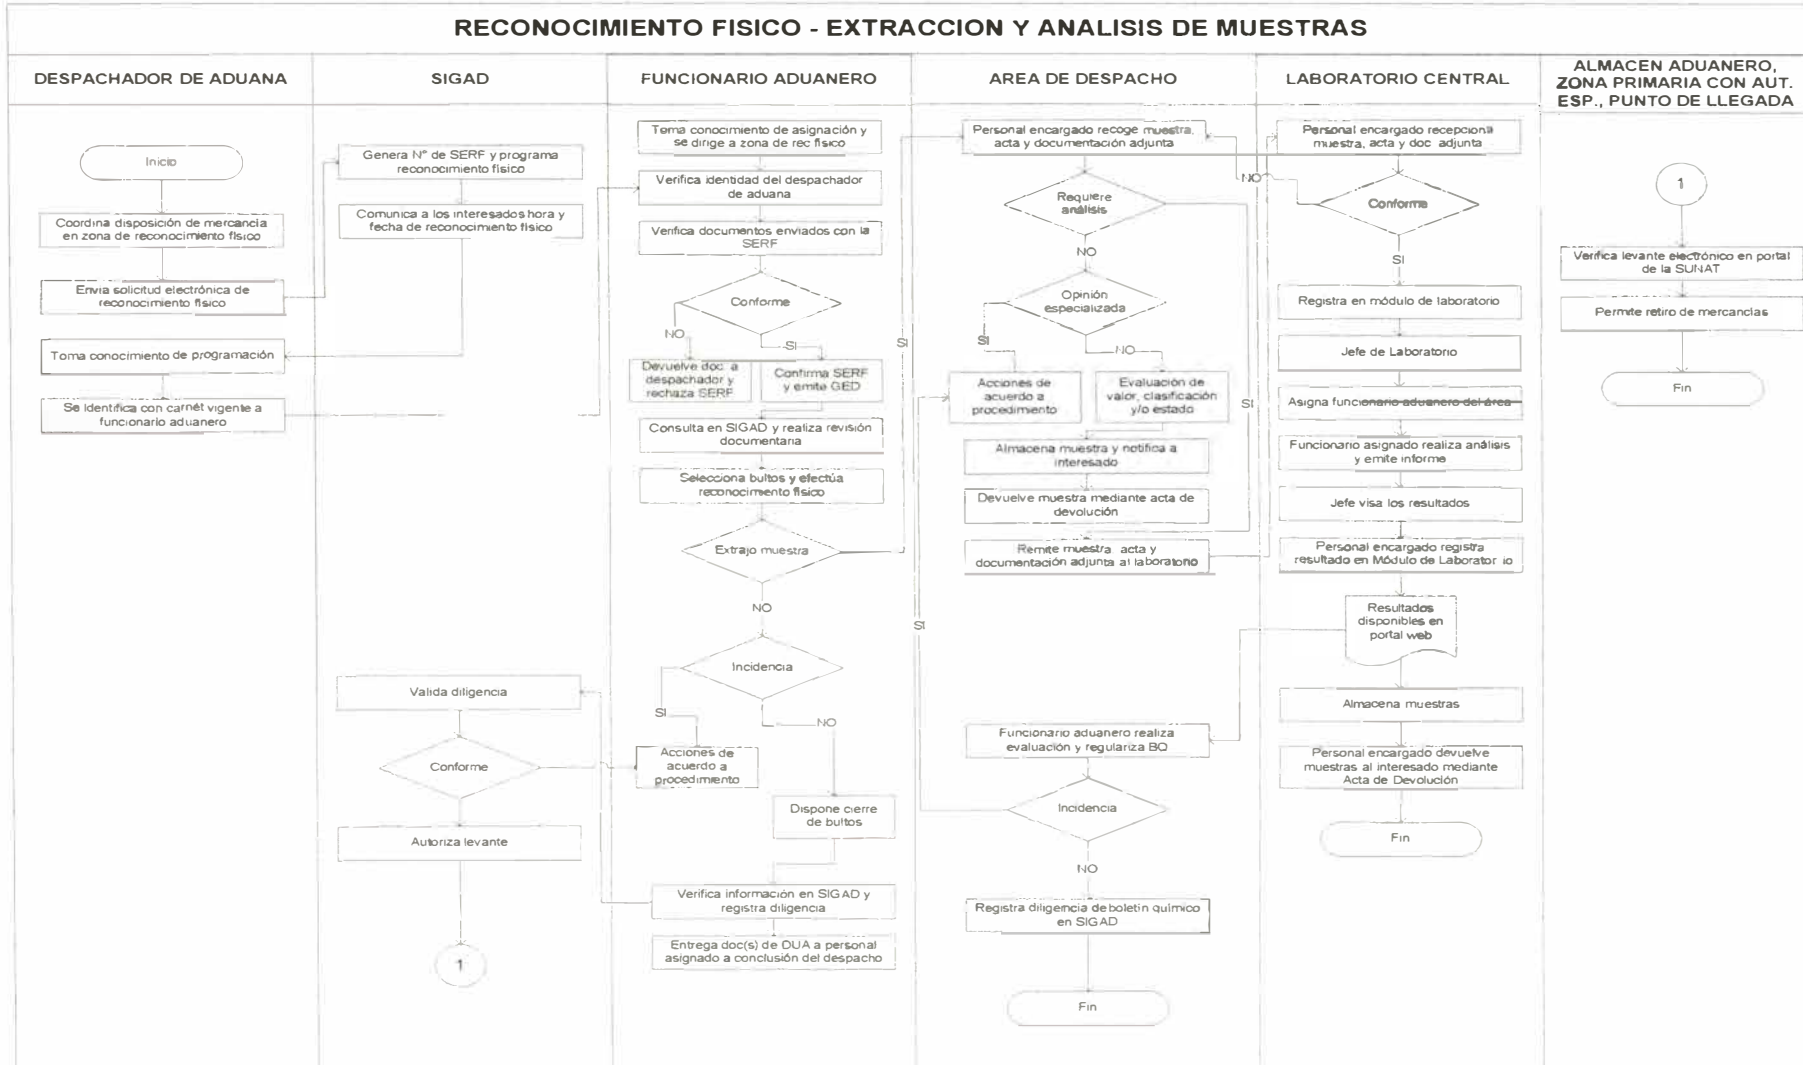 RECONOCIMIENTO FISICO - EXTRACCION Y ANALISIS DE MUESTRAS
DESPACHADOR DE ADUANA
SIGAD
FUNCIONARIO ADUANERO
AREA DE DESPACHO
LABORATORIO CENTRAL
ALMACEN ADUANERO,
ZONA PRIMARIA CON AUT.
ESP., PUNTO DE LLEGADA
Inicio
Coordina disposición de mercancía
en zona de reconocimiento físico
Envia solicitud electrónica de
reconocimiento físico
Toma conocimiento de programación
Se Identifica con carnét vigente a
funcionario aduanero
Genera N° de SERF y programa
reconocimiento físico
Comunica a los interesados hora y
fecha de reconocimiento físico
Valida diligencia
Conforme
Autoriza levante
1
Toma conocimiento de asignación y
se dirige a zona de rec físico
Verifica identidad del despachador
de aduana
Verifica documentos enviados con la
SERF
Conforme
NO
SI
Devuelve doc. a
despachador y
rechaza SERF
Confirma SERF
y emite GED
Consulta en SIGAD y realiza revisión
documentaria
Selecciona bultos y efectúa
reconocimiento físico
Extrajo muestra
SI
NO
Incidencia
SI
NO
Acciones de
acuerdo a
procedimiento
Dispone cierre
de bultos
Verifica información en SIGAD y
registra diligencia
Entrega doc(s) de DUA a personal
asignado a conclusión del despacho
Personal encargado recoge muestra,
acta y documentación adjunta
Requiere
análisis
NO
SI
Opinión
especializada
SI
NO
Acciones de
acuerdo a
procedimiento
Evaluación de
valor, clasificación
y/o estado
Almacena muestra y notifica a
interesado
Devuelve muestra mediante acta de
devolución
Remite muestra acta y
documentación adjunta al laboratorio
Funcionario aduanero realiza
evaluación y regulariza BQ
Incidencia
SI
NO
Registra diligencia de boletín químico
en SIGAD
Fin
Personal encargado recepciona
muestra, acta y doc adjunta
NO
Conforme
SI
Registra en módulo de laboratorio
Jefe de Laboratorio
Asigna funcionario aduanero del área
Funcionario asignado realiza análisis
y emite informe
Jefe visa los resultados
Personal encargado registra
resultado en Módulo de Laborator io
Resultados
disponibles en
portal web
Almacena muestras
Personal encargado devuelve
muestras al interesado mediante
Acta de Devolución
Fin
1
Verifica levante electrónico en portal
de la SUNAT
Permite retiro de mercancías
Fin